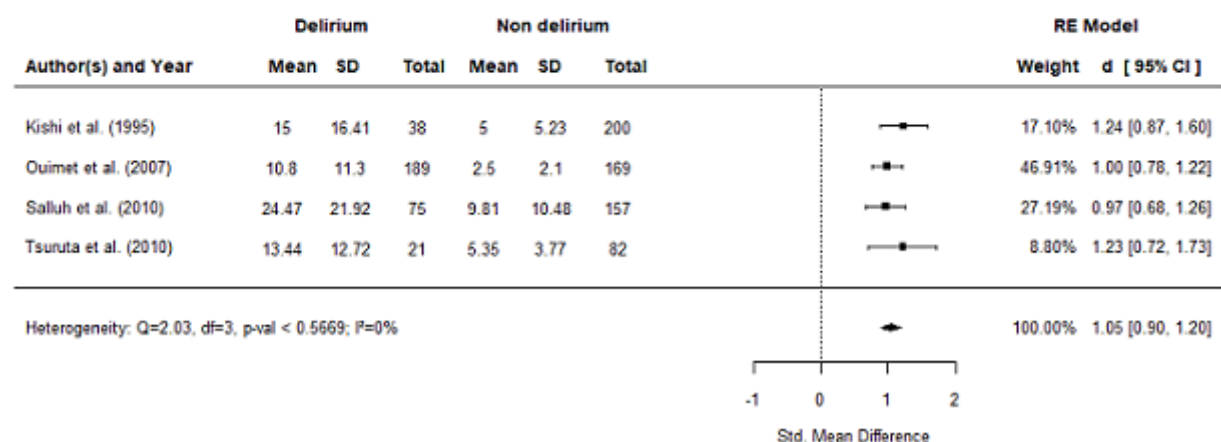 Delirium Non delirium RE Model
Author(s) and Year Mean SD Total Mean SD Total Weight d [ 95% CI ]
Kishi et al. (1995) 15 16.41 38 5 5.23 200 17.10% 1.24 [0.87, 1.60]
Ouimet et al. (2007) 10.8 11.3 189 2.5 2.1 169 46.91% 1.00 [0.78, 1.22]
Salluh et al. (2010) 24.47 21.92 75 9.81 10.48 157 27.19% 0.97 [0.68, 1.26]
Tsuruta et al. (2010) 13.44 12.72 21 5.35 3.77 82 8.80% 1.23 [0.72, 1.73]
Heterogeneity: Q=2.03, df=3, p-val < 0.5669; I²=0% 100.00% 1.05 [0.90, 1.20]
-1 0 1 2
Std. Mean Difference